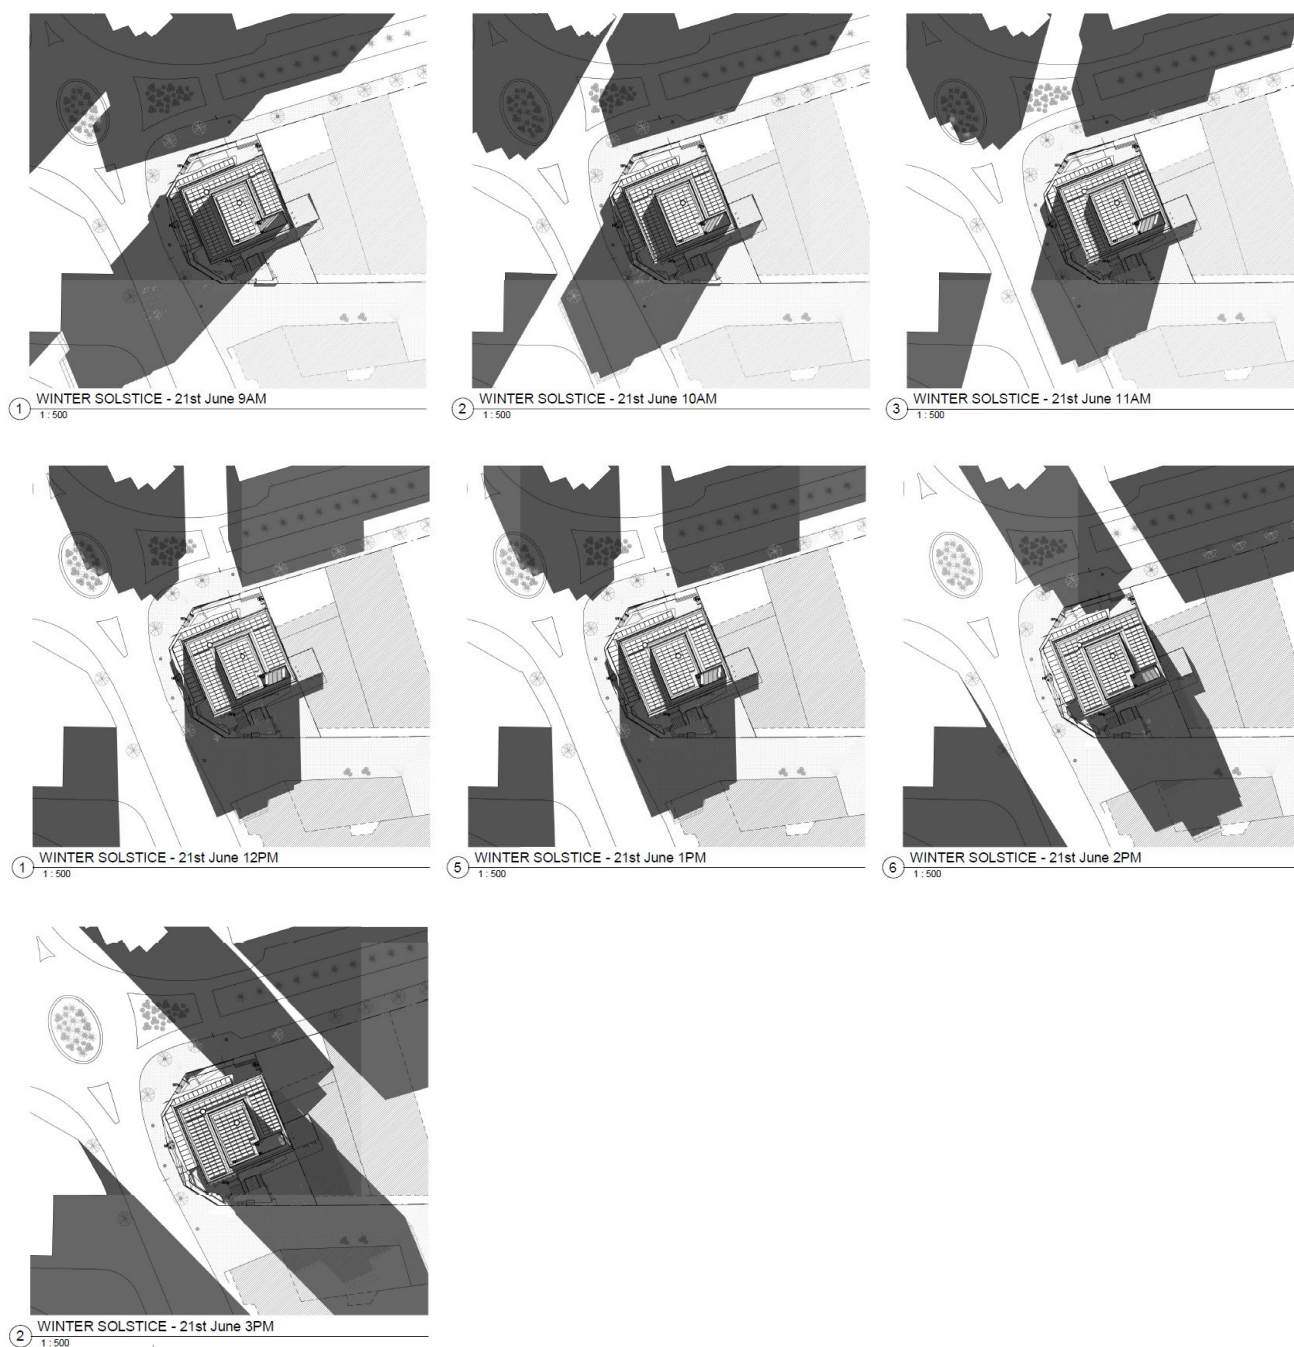 1 WINTER SOLSTICE - 21st June 9AM
1 : 500
2 WINTER SOLSTICE - 21st June 10AM
1 : 500
3 WINTER SOLSTICE - 21st June 11AM
1 : 500
1 WINTER SOLSTICE - 21st June 12PM
1 : 500
5 WINTER SOLSTICE - 21st June 1PM
1 : 500
6 WINTER SOLSTICE - 21st June 2PM
1 : 500
2 WINTER SOLSTICE - 21st June 3PM
1 : 500